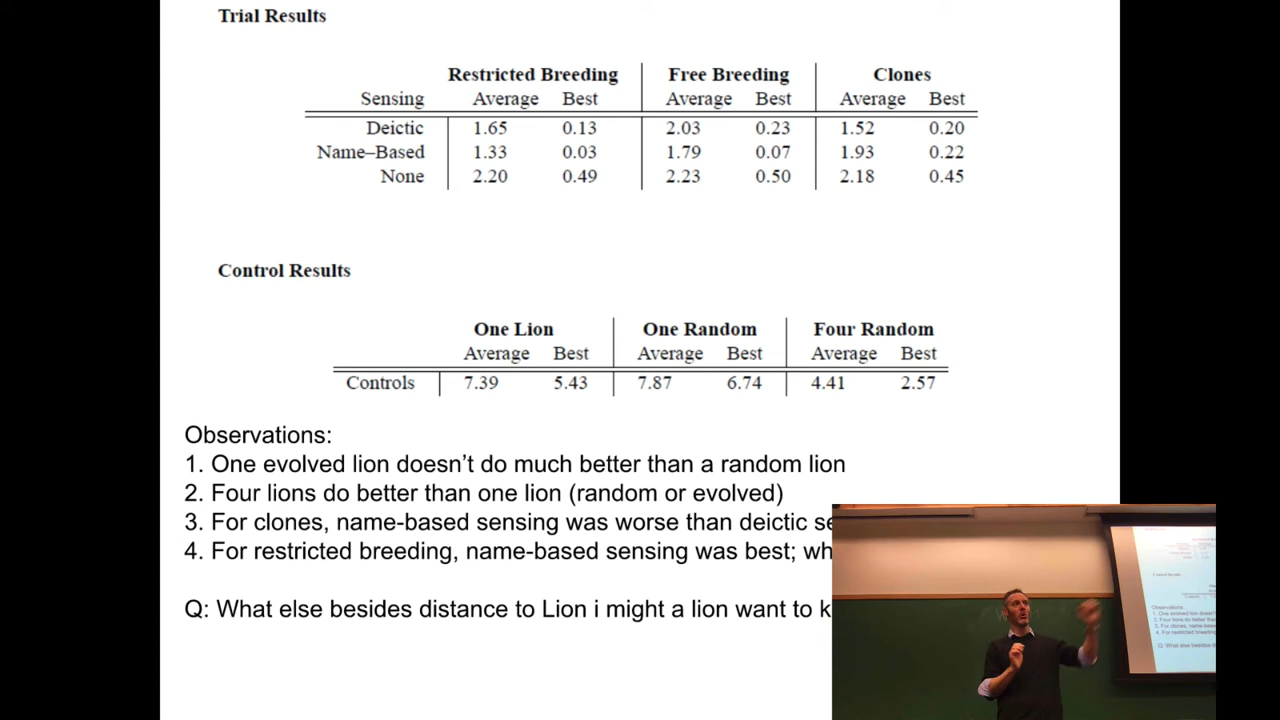 Trial Results
Restricted Breeding Free Breeding Clones
Sensing Average Best Average Best Average Best
Deictic 1.65 0.13 2.03 0.23 1.52 0.20
Name–Based 1.33 0.03 1.79 0.07 1.93 0.22
None 2.20 0.49 2.23 0.50 2.18 0.45
Control Results
One Lion One Random Four Random
Average Best Average Best Average Best
Controls 7.39 5.43 7.87 6.74 4.41 2.57
Observations:
1. One evolved lion doesn’t do much better than a random lion
2. Four lions do better than one lion (random or evolved)
3. For clones, name-based sensing was worse than deictic se
4. For restricted breeding, name-based sensing was best; wh
Q: What else besides distance to Lion i might a lion want to k